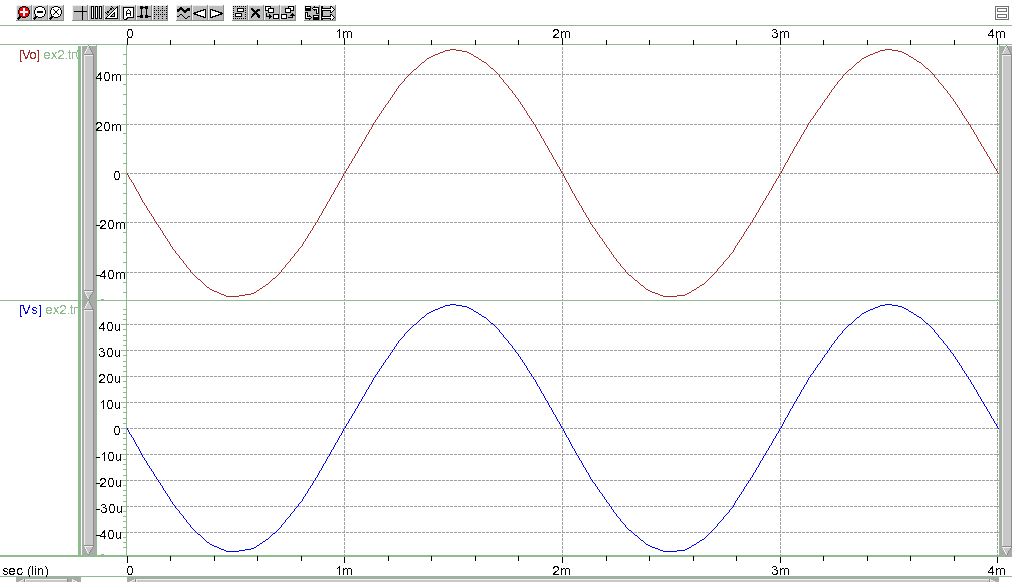 A
0 1m 2m 3m 4m
[Vo] ex2.tr
40m
20m
0
-20m
-40m
[Vs] ex2.tr
40u
30u
20u
10u
0
-10u
-20u
-30u
-40u
sec (lin) 0 1m 2m 3m 4m